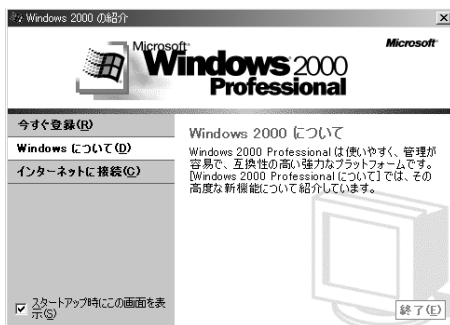 Windows 2000 の紹介
Microsoft
Windows 2000
Professional
Microsoft
今すぐ登録(R)
Windows について(D)
インターネットに接続(C)
Windows 2000 について
Windows 2000 Professional は使いやすく、管理が
容易で、互換性の高い強力なプラットフォームです。
[Windows 2000 Professional について] では、その
高度な新機能について紹介しています。
スタートアップ時にこの画面を表
示(S)
終了(E)